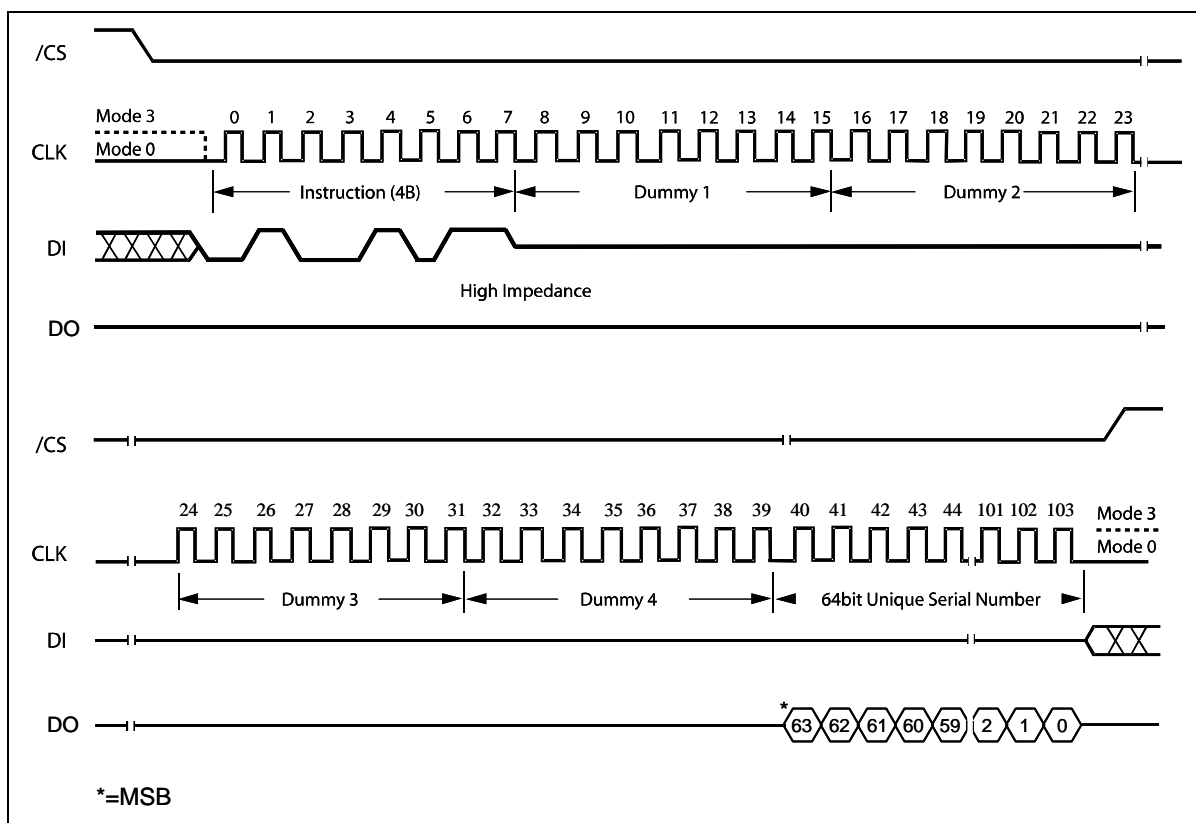 /CS
Mode 3
0 1 2 3 4 5 6 7 8 9 10 11 12 13 14 15 16 17 18 19 20 21 22 23
CLK
Mode 0
Instruction (4B) Dummy 1 Dummy 2
DI
High Impedance
DO
/CS
24 25 26 27 28 29 30 31 32 33 34 35 36 37 38 39 40 41 42 43 44 101 102 103
Mode 3
CLK
Mode 0
Dummy 3 Dummy 4 64bit Unique Serial Number
DI
*
DO
63 62 61 60 59 2 1 0
*=MSB